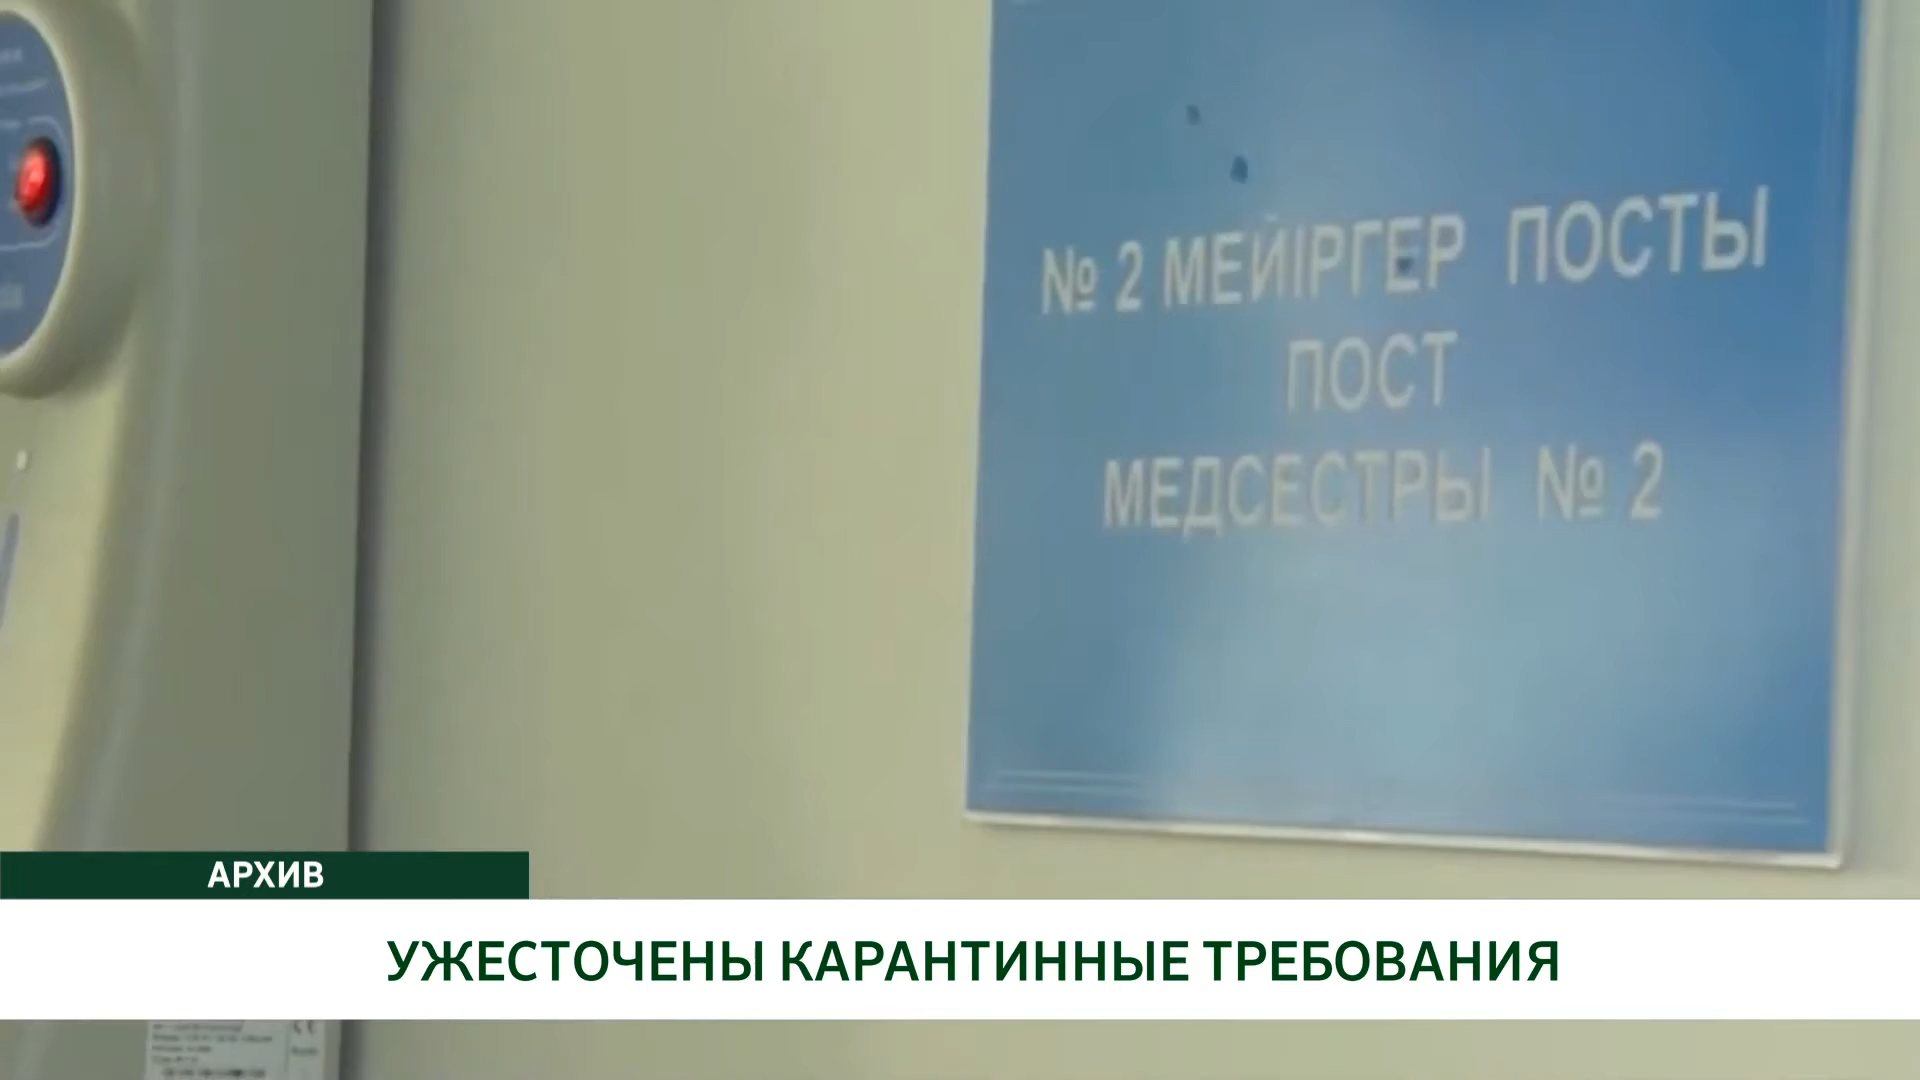 № 2 МЕЙІРГЕР ПОСТЫ
ПОСТ
МЕДСЕСТРЫ № 2
АРХИВ
УЖЕСТОЧЕНЫ КАРАНТИННЫЕ ТРЕБОВАНИЯ